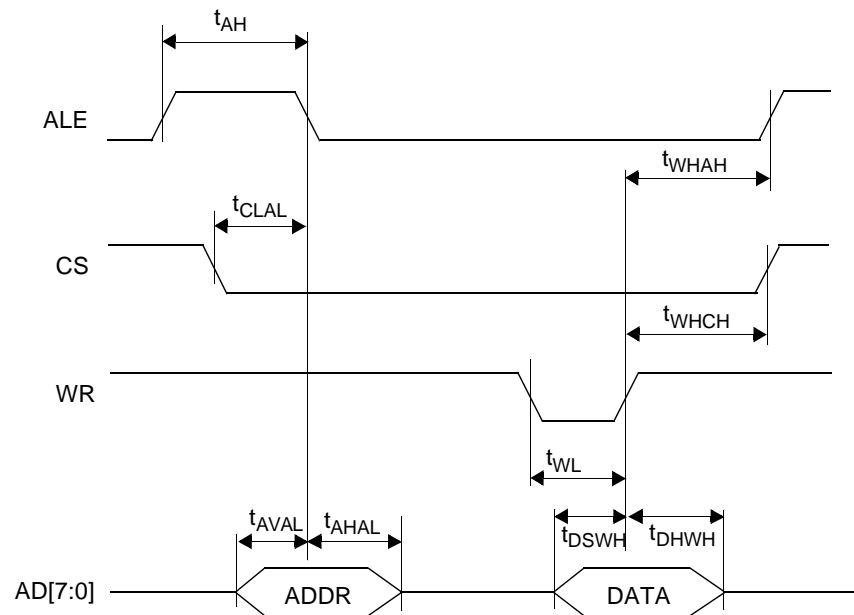 tAH
ALE
tWHAH
tCLAL
CS
tWHCH
WR
tWL
tAVAL
tAHAL
tDSWH
tDHWH
AD[7:0]
ADDR
DATA